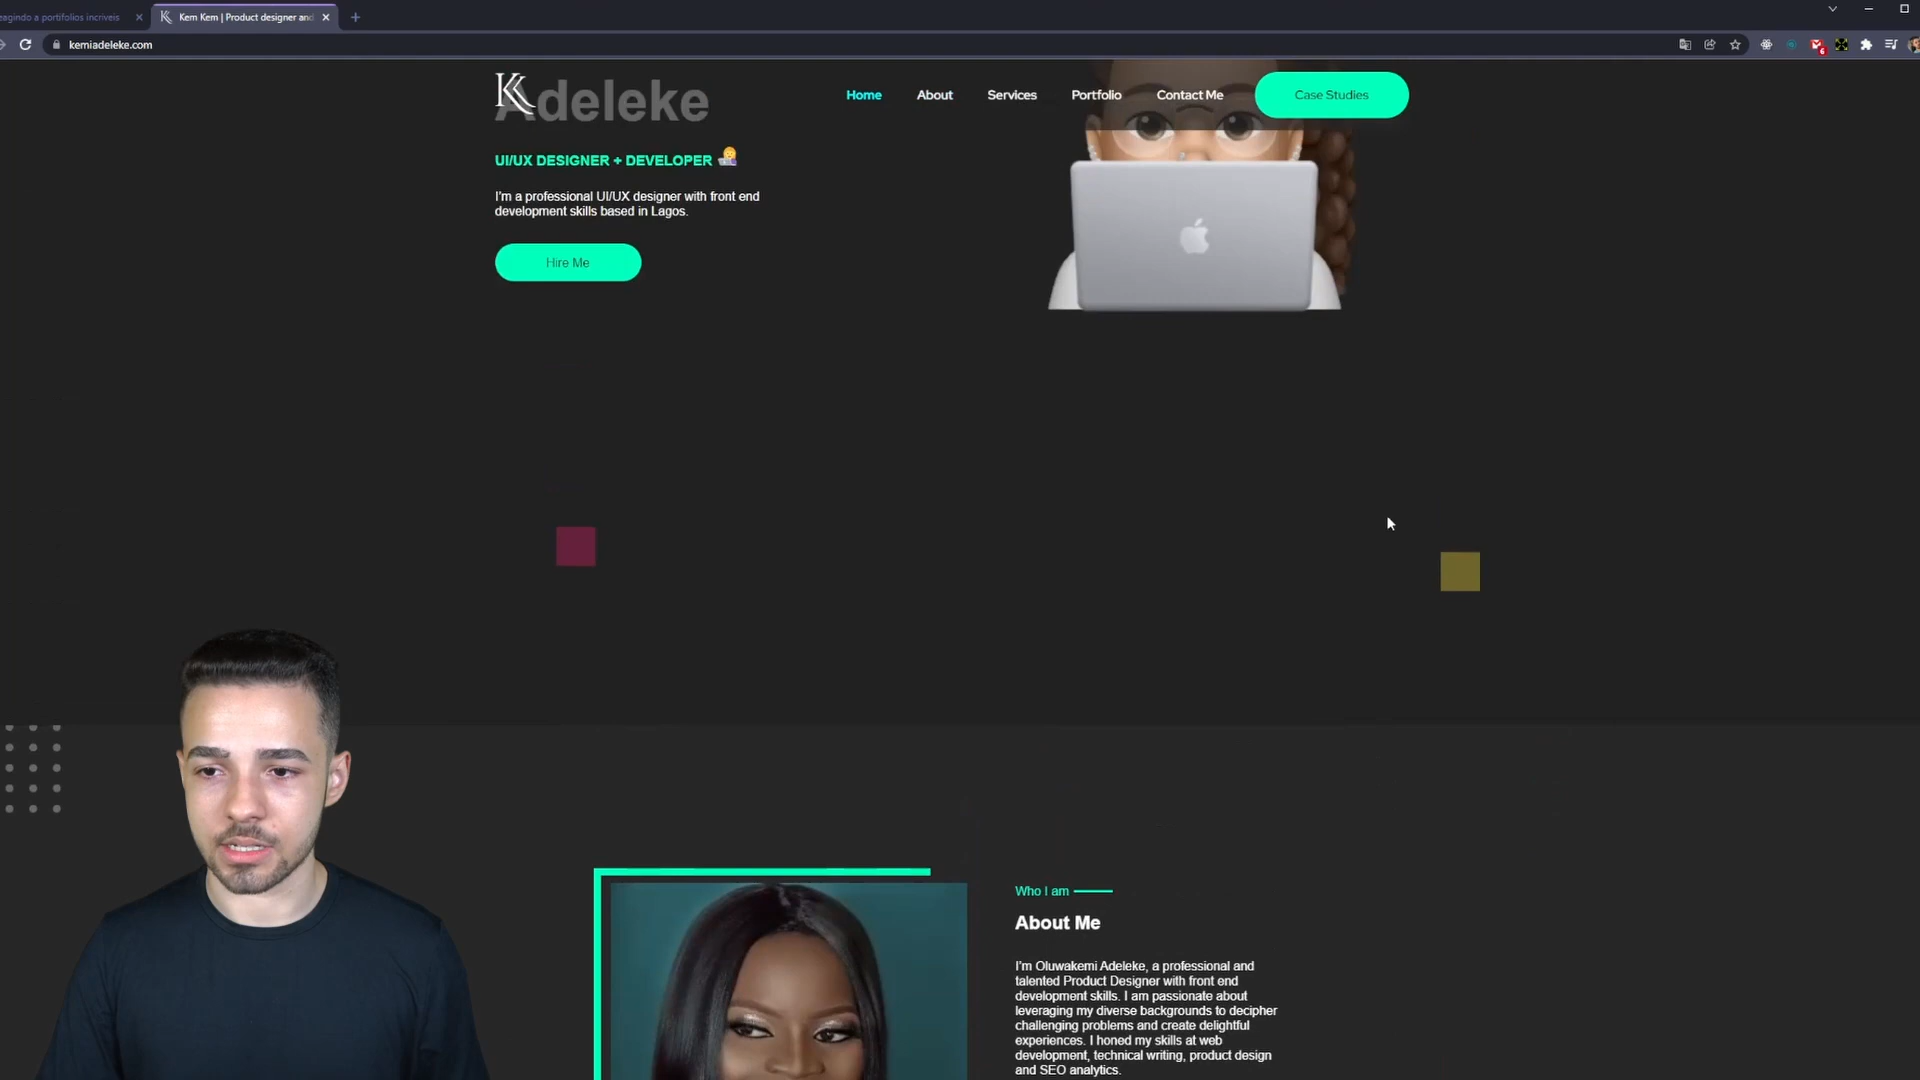 eagindo a portifolios incriveis
Kem Kem | Product designer and
kemiadeleke.com
6
K
Adeleke
Home
About
Services
Portfolio
Contact Me
Case Studies
UI/UX DESIGNER + DEVELOPER
I'm a professional UI/UX designer with front end
development skills based in Lagos.
Hire Me
Who I am
About Me
I'm Oluwakemi Adeleke, a professional and
talented Product Designer with front end
development skills. I am passionate about
leveraging my diverse backgrounds to decipher
challenging problems and create delightful
experiences. I honed my skills at web
development, technical writing, product design
and SEO analytics.